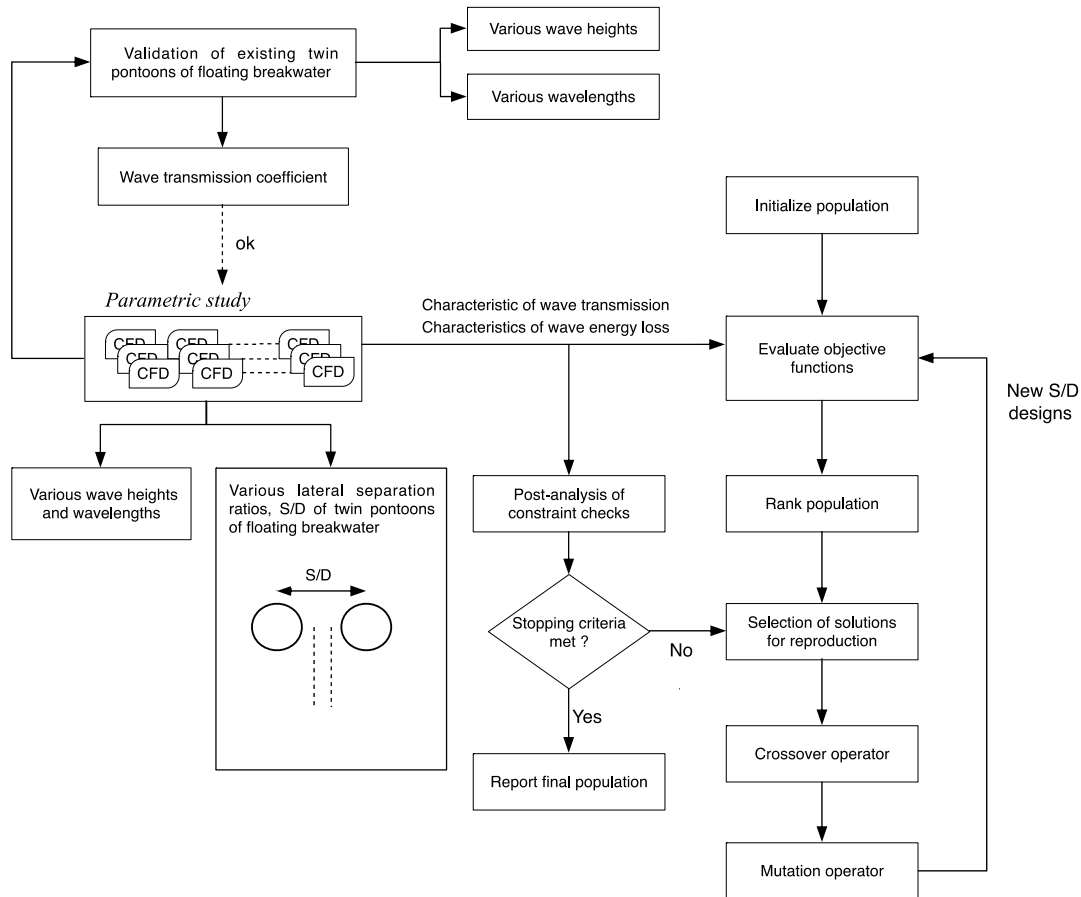 Various wave heights
Validation of existing twin
pontoons of floating breakwater
Various wavelengths
Wave transmission coefficient
ok
Initialize population
Parametric study
CFD CFD CFD
CFD CFD CFD
CFD CFD CFD
Characteristic of wave transmission
Characteristics of wave energy loss
Evaluate objective
functions
New S/D
designs
Various wave heights
and wavelengths
Various lateral separation
ratios, S/D of twin pontoons
of floating breakwater
S/D
Post-analysis of
constraint checks
Rank population
Stopping criteria
met ?
No
Yes
Selection of solutions
for reproduction
Crossover operator
Report final population
Mutation operator